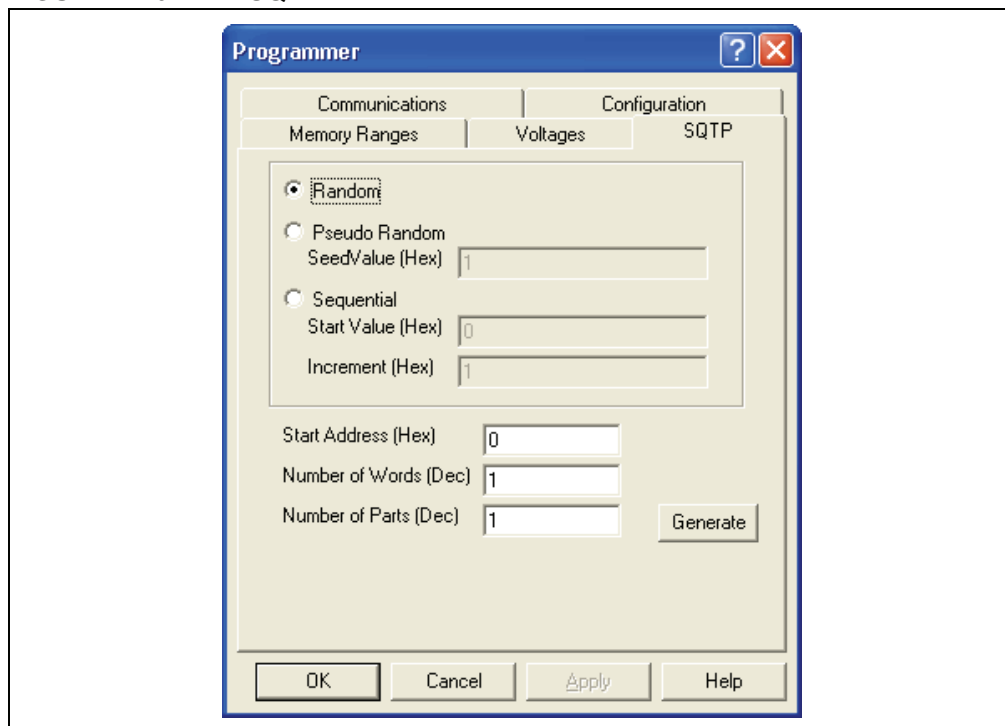 Programmer
Communications Configuration
Memory Ranges Voltages SQTP
Random
Pseudo Random
SeedValue (Hex) 1
Sequential
Start Value (Hex) 0
Increment (Hex) 1
Start Address (Hex) 0
Number of Words (Dec) 1
Number of Parts (Dec) 1
Generate
OK Cancel Apply Help